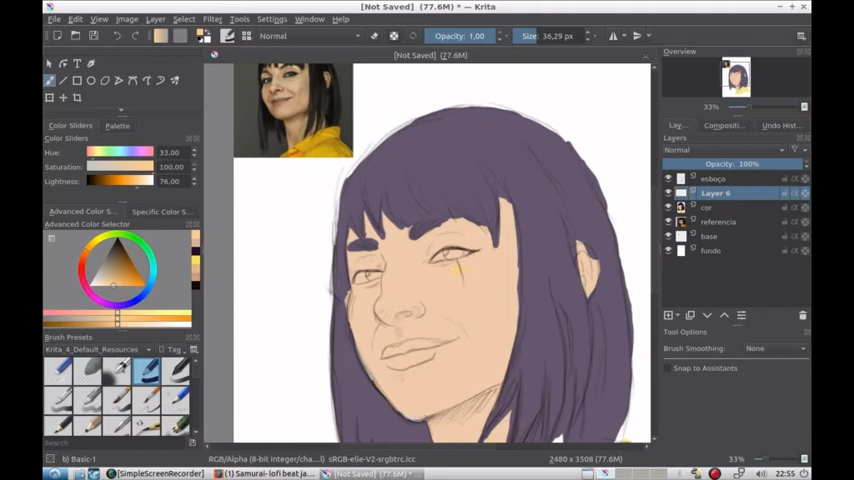 [Not Saved] (77.6M) * — Krita
File Edit View Image Layer Select Filter Tools Settings Window Help
Normal
Opacity: 1,00
Size: 36,29 px
[Not Saved] (77.6M) *
Overview
33%
Color Sliders
Palette
Color Sliders
Hue: 33,00
Saturation: 100,00
Lightness: 76,00
Advanced Color S...
Specific Color S...
Advanced Color Selector
Lay...
Compositi...
Undo Hist...
Layers
Normal
Opacity: 100%
esboço
Layer 6
cor
referencia
base
fundo
Brush Presets
Krita_4_Default_Resources
Tag
Search
Tool Options
Brush Smoothing: None
Snap to Assistants
b) Basic-1
RGB/Alpha (8-bit integer/cha...l) sRGB-elle-V2-srgbtrc.icc
2480 x 3508 (77.6M)
33%
[SimpleScreenRecorder]
(1) Samurai- lofi beat ja...
[Not Saved] (77.6M) *
22:55